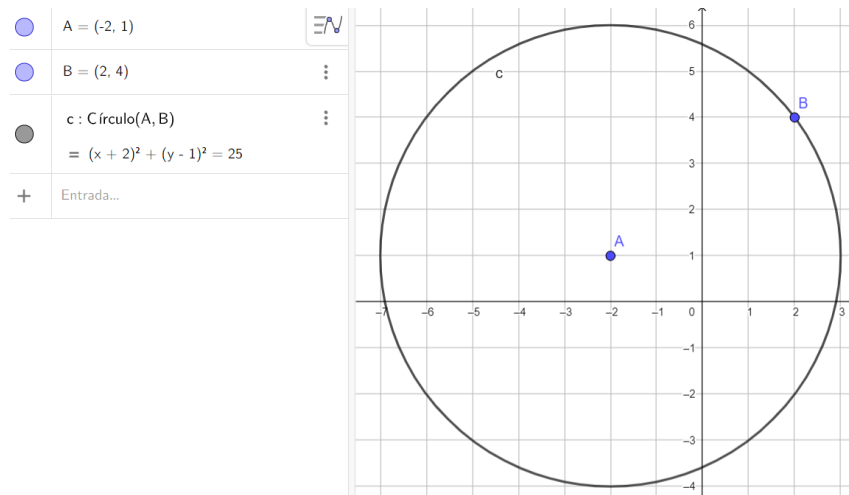 A = (-2, 1)
B = (2, 4)
c : Círculo(A, B)
= (x + 2)² + (y - 1)² = 25
+ Entrada...
6
c
5
B
4
3
2
A
1
-7 -6 -5 -4 -3 -2 -1 0 1 2 3
-1
-2
-3
-4